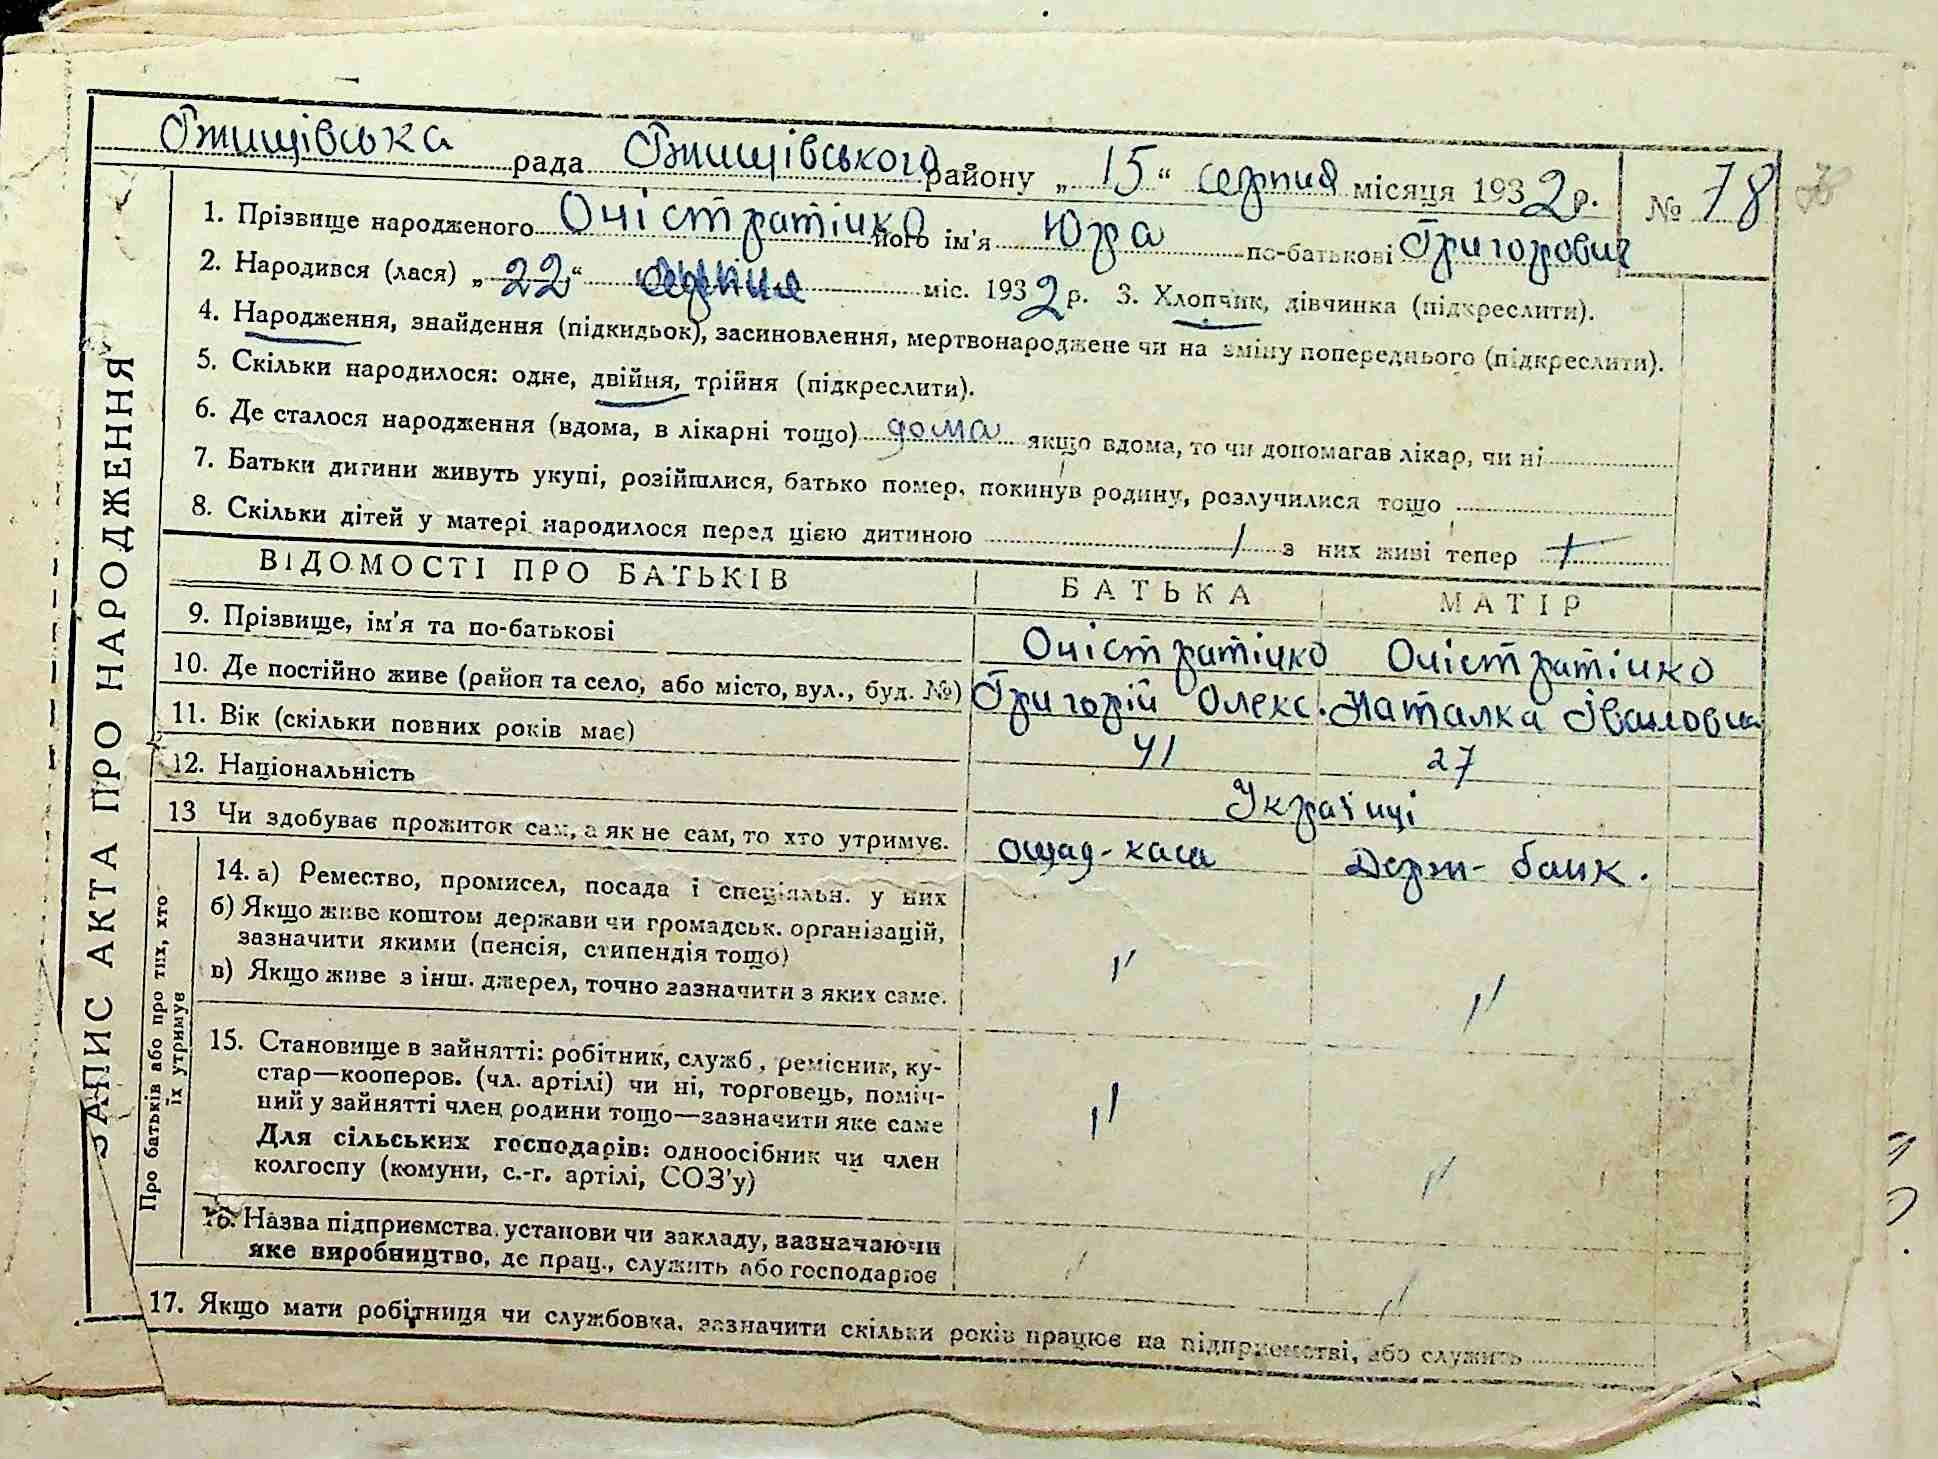 Ржищівська рада Ржищівського району „ 15 “ серпня місяця 1932 р. № 78
1. Прізвище народженого Оністратінко його ім'я Юра по-батькові Григорович
2. Народився (лася) „ 22 “ міс. 1932 р. 3. Хлопчик, дівчинка (підкреслити).
4. Народження, знайдення (підкидьок), засиновлення, мертвонароджене чи на зміну попереднього (підкреслити).
5. Скільки народилося: одне, двійня, трійня (підкреслити).
6. Де сталося народження (вдома, в лікарні тощо) дома якщо вдома, то чи допомагав лікар, чи ні
7. Батьки дитини живуть укупі, розійшлися, батько помер, покинув родину, розлучилися тощо
8. Скільки дітей у матері народилося перед цією дитиною 1 з них живі тепер
ВІДОМОСТІ ПРО БАТЬКІВ БАТЬКА МАТІР
9. Прізвище, ім'я та по-батькові Оністратінко Оністратінко
10. Де постійно живе (район та село, або місто, вул., буд. №) Григорій Олекс. Наталка Івановна
11. Вік (скільки повних років має) 41 27
12. Національність Українці
13 Чи здобуває прожиток сам, а як не сам, то хто утримує. ощад-каса Держ-банк.
14. а) Ремество, промисел, посада і спеціяльн. у них
б) Якщо живе коштом держави чи громадськ. організацій,
зазначити якими (пенсія, стипендія тощо) " "
в) Якщо живе з інш. джерел, точно зазначити з яких саме.
15. Становище в зайнятті: робітник, служб., ремісник, ку-
стар—кооперов. (чл. артілі) чи ні, торговець, поміч-
ний у зайнятті член родини тощо—зазначити яке саме "
Для сільських господарів: одноосібник чи член
колгоспу (комуни, с.-г. артілі, СОЗ'у) "
16. Назва підприємства, установи чи закладу, зазначаючи
яке виробництво, де прац., служить або господарює " "
17. Якщо мати робітниця чи службовка, зазначити скільки років працює на підприємстві, або служить
ЗАПИС АКТА ПРО НАРОДЖЕННЯ
Про батьків або про тих, хто
їх утримує